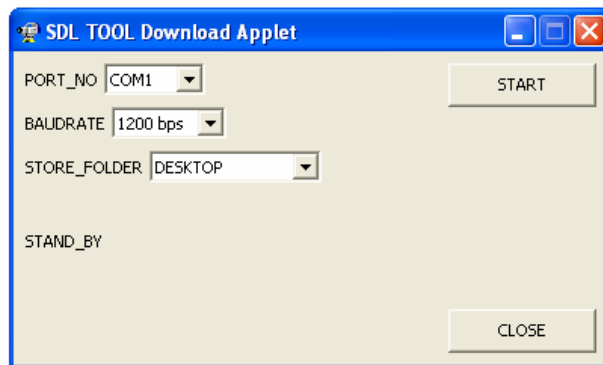 SDL TOOL Download Applet
PORT_NO COM1
START
BAUDRATE 1200 bps
STORE_FOLDER DESKTOP
STAND_BY
CLOSE